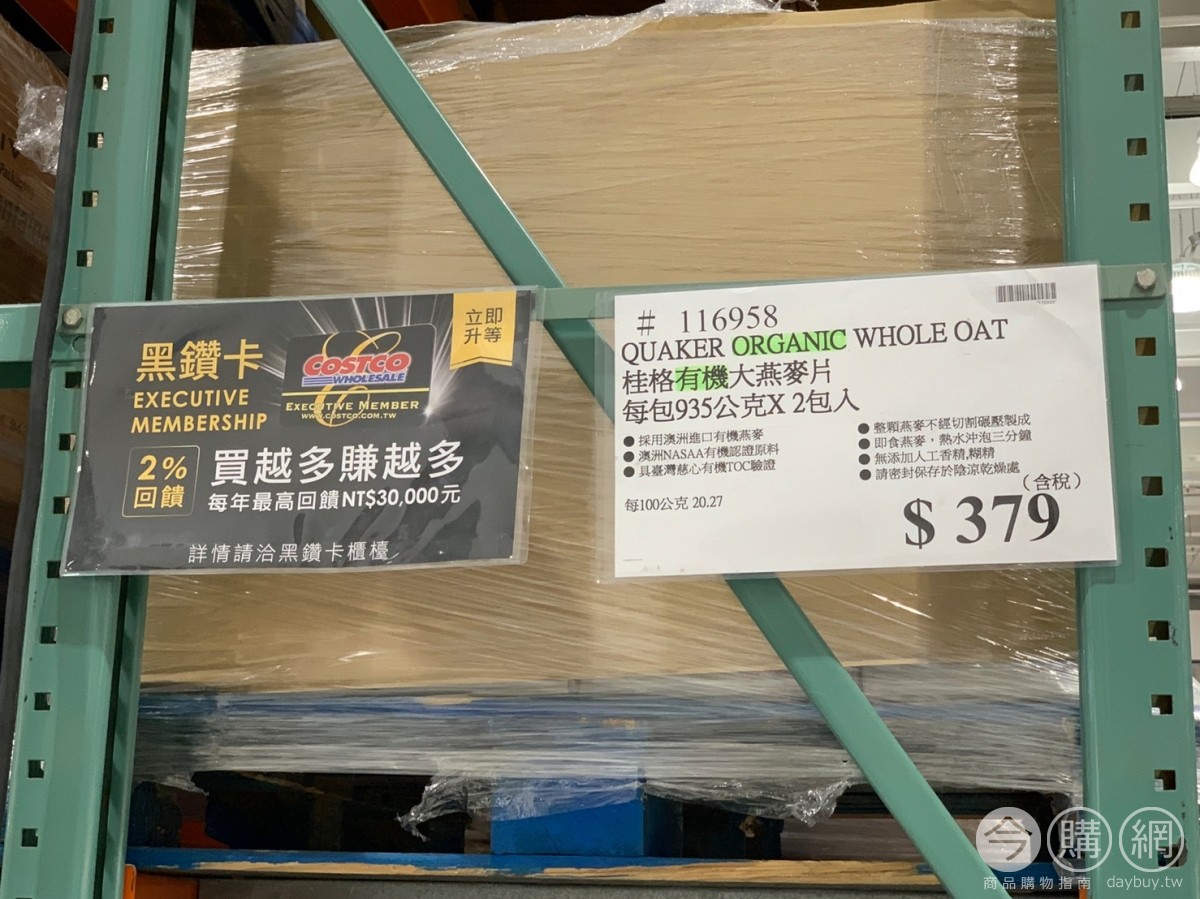 立即
升等
黑鑽卡
EXECUTIVE
MEMBERSHIP
COSTCO
WHOLESALE
EXECUTIVE MEMBER
WWW.COSTCO.COM.TW
2%
回饋
買越多賺越多
每年最高回饋NT$30,000元
詳情請洽黑鑽卡櫃檯
# 116958
QUAKER ORGANIC WHOLE OAT
桂格有機大燕麥片
每包935公克X 2包入
●採用澳洲進口有機燕麥
●澳洲NASAA有機認證原料
●具臺灣慈心有機TOC驗證
●整顆燕麥不經切割碾壓製成
●即食燕麥，熱水沖泡三分鐘
●無添加人工香精,糊精
●請密封保存於陰涼乾燥處
每100公克 20.27
（含稅）
$ 379
今購網
商品購物指南 daybuy.tw